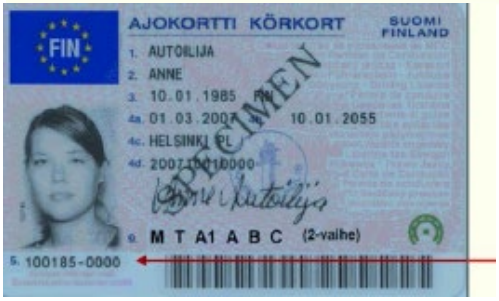 FIN
AJOKORTTI KÖRKORT
SUOMI
FINLAND
1. AUTOILIJA
2. ANNE
3. 10.01.1985 FIN
4a. 01.03.2007 4b. 10.01.2055
4c. HELSINKI PL
4d.
SPECIMEN
Anne Autoilija
9. M T A1 A B C (2-vaihe)
5. 100185-0000